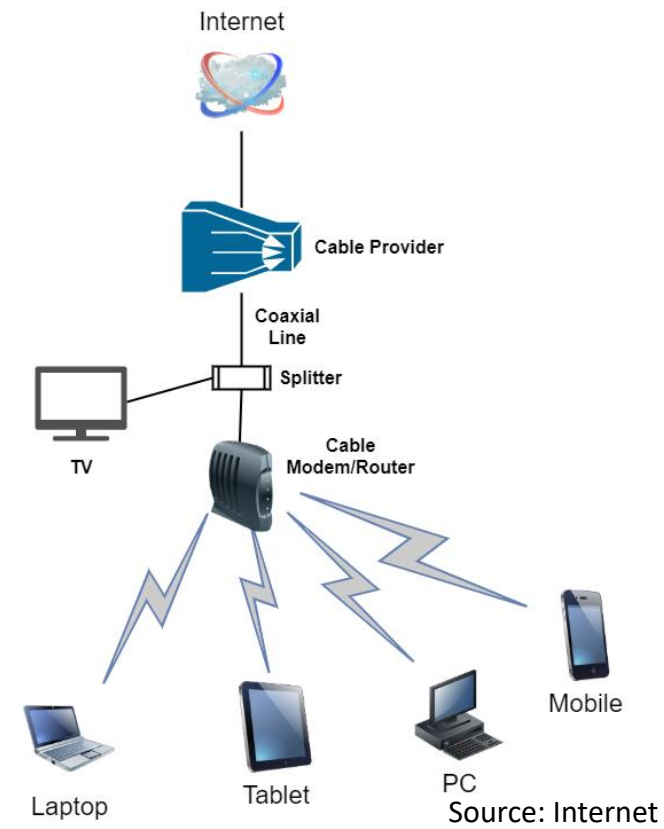 Internet
Cable Provider
Coaxial
Line
Splitter
TV
Cable
Modem/Router
Mobile
Laptop
Tablet
PC
Source: Internet